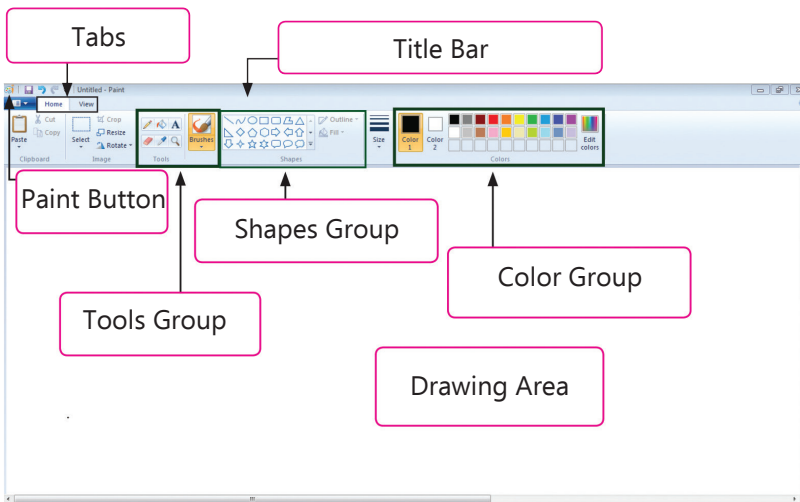 Tabs
Title Bar
Untitled - Paint
Home View
Paste
Cut
Copy
Clipboard
Select
Crop
Resize
Rotate
Image
A
Tools
Brushes
Outline
Fill
Shapes
Size
Color 1
Color 2
Edit colors
Colors
Paint Button
Shapes Group
Color Group
Tools Group
Drawing Area